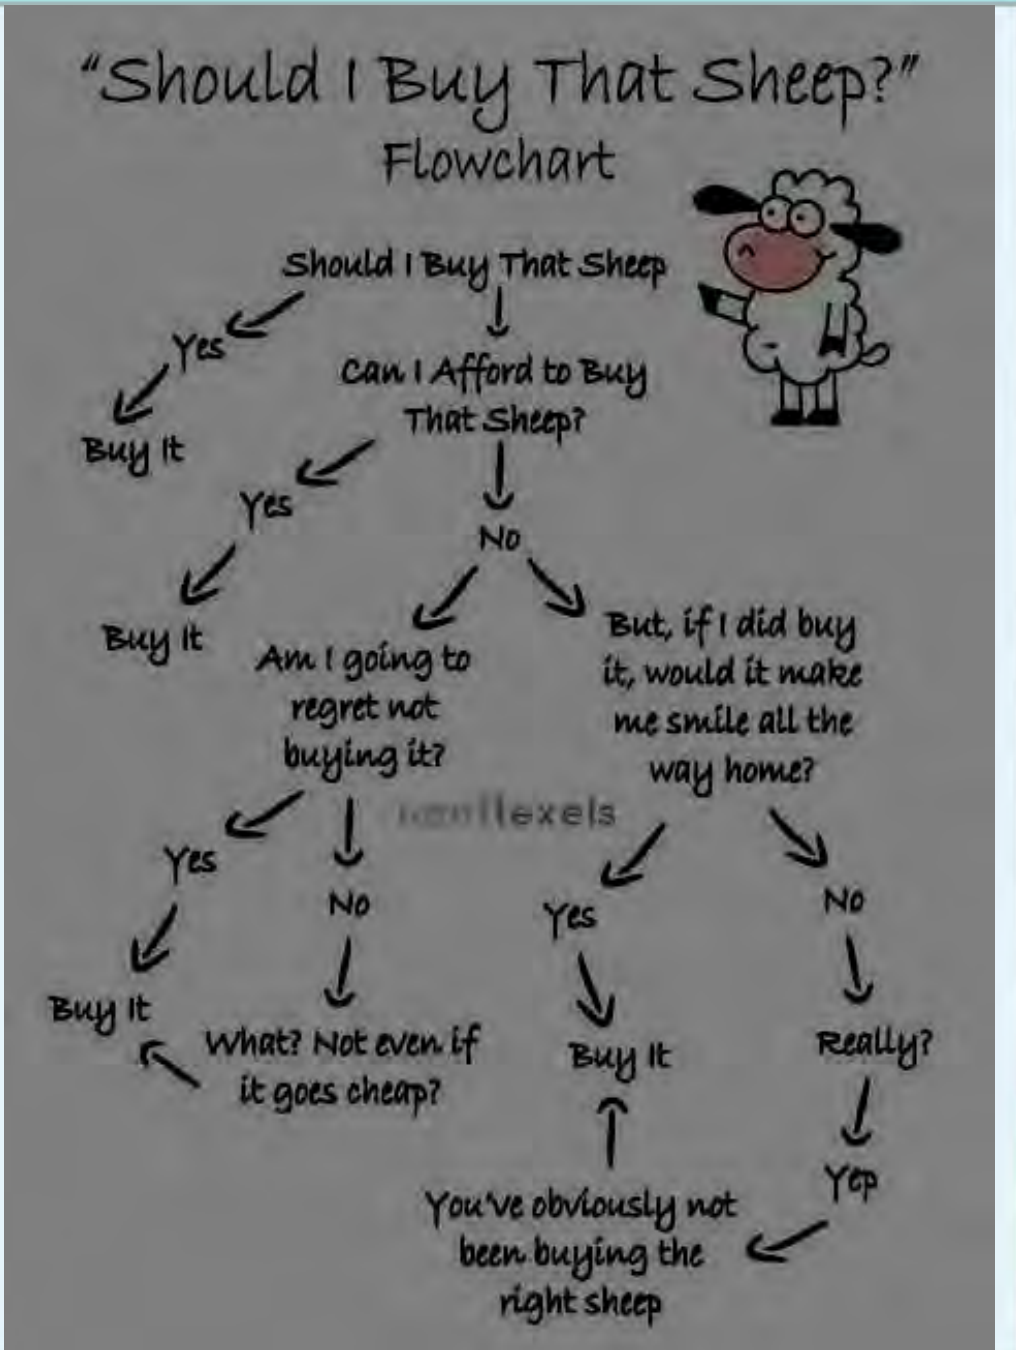 "Should I Buy That Sheep?"
Flowchart
Should I Buy That Sheep
Yes
Can I Afford to Buy
That Sheep?
Buy It
Yes
No
Buy It
Am I going to
regret not
buying it?
But, if I did buy
it, would it make
me smile all the
way home?
Yes
No
Yes
No
Buy It
What? Not even if
it goes cheap?
Buy It
Really?
Yep
You've obviously not
been buying the
right sheep